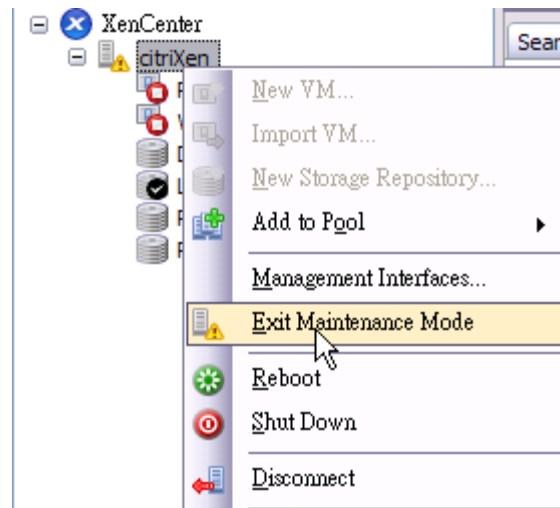 XenCenter
Sear
citriXen
New VM...
Import VM...
New Storage Repository...
Add to Pool
Management Interfaces...
Exit Maintenance Mode
Reboot
Shut Down
Disconnect